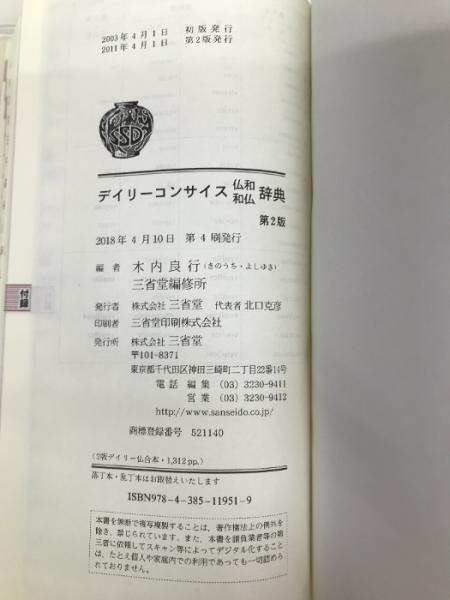 2003年4月1日 初版発行
2011年4月1日 第2版発行
SSD
デイリーコンサイス仏和和仏辞典
第2版
2018年4月10日 第4刷発行
編者 木内良行(きのうち・よしゆき)
三省堂編修所
発行者 株式会社 三省堂 代表者 北口克彦
印刷者 三省堂印刷株式会社
発行所 株式会社 三省堂
〒101-8371
東京都千代田区神田三崎町二丁目22番14号
電話 編集 (03) 3230-9411
営業 (03) 3230-9412
http://www.sanseido.co.jp/
商標登録番号 521140
〈2版デイリー仏合本・1,312 pp.〉
落丁本・乱丁本はお取替えいたします
ISBN978-4-385-11951-9
本書を無断で複写複製することは、著作権法上の例外を
除き、禁じられています。また、本書を請負業者等の第
三者に依頼してスキャン等によってデジタル化すること
は、たとえ個人や家庭内での利用であっても一切認めら
れておりません。
付録